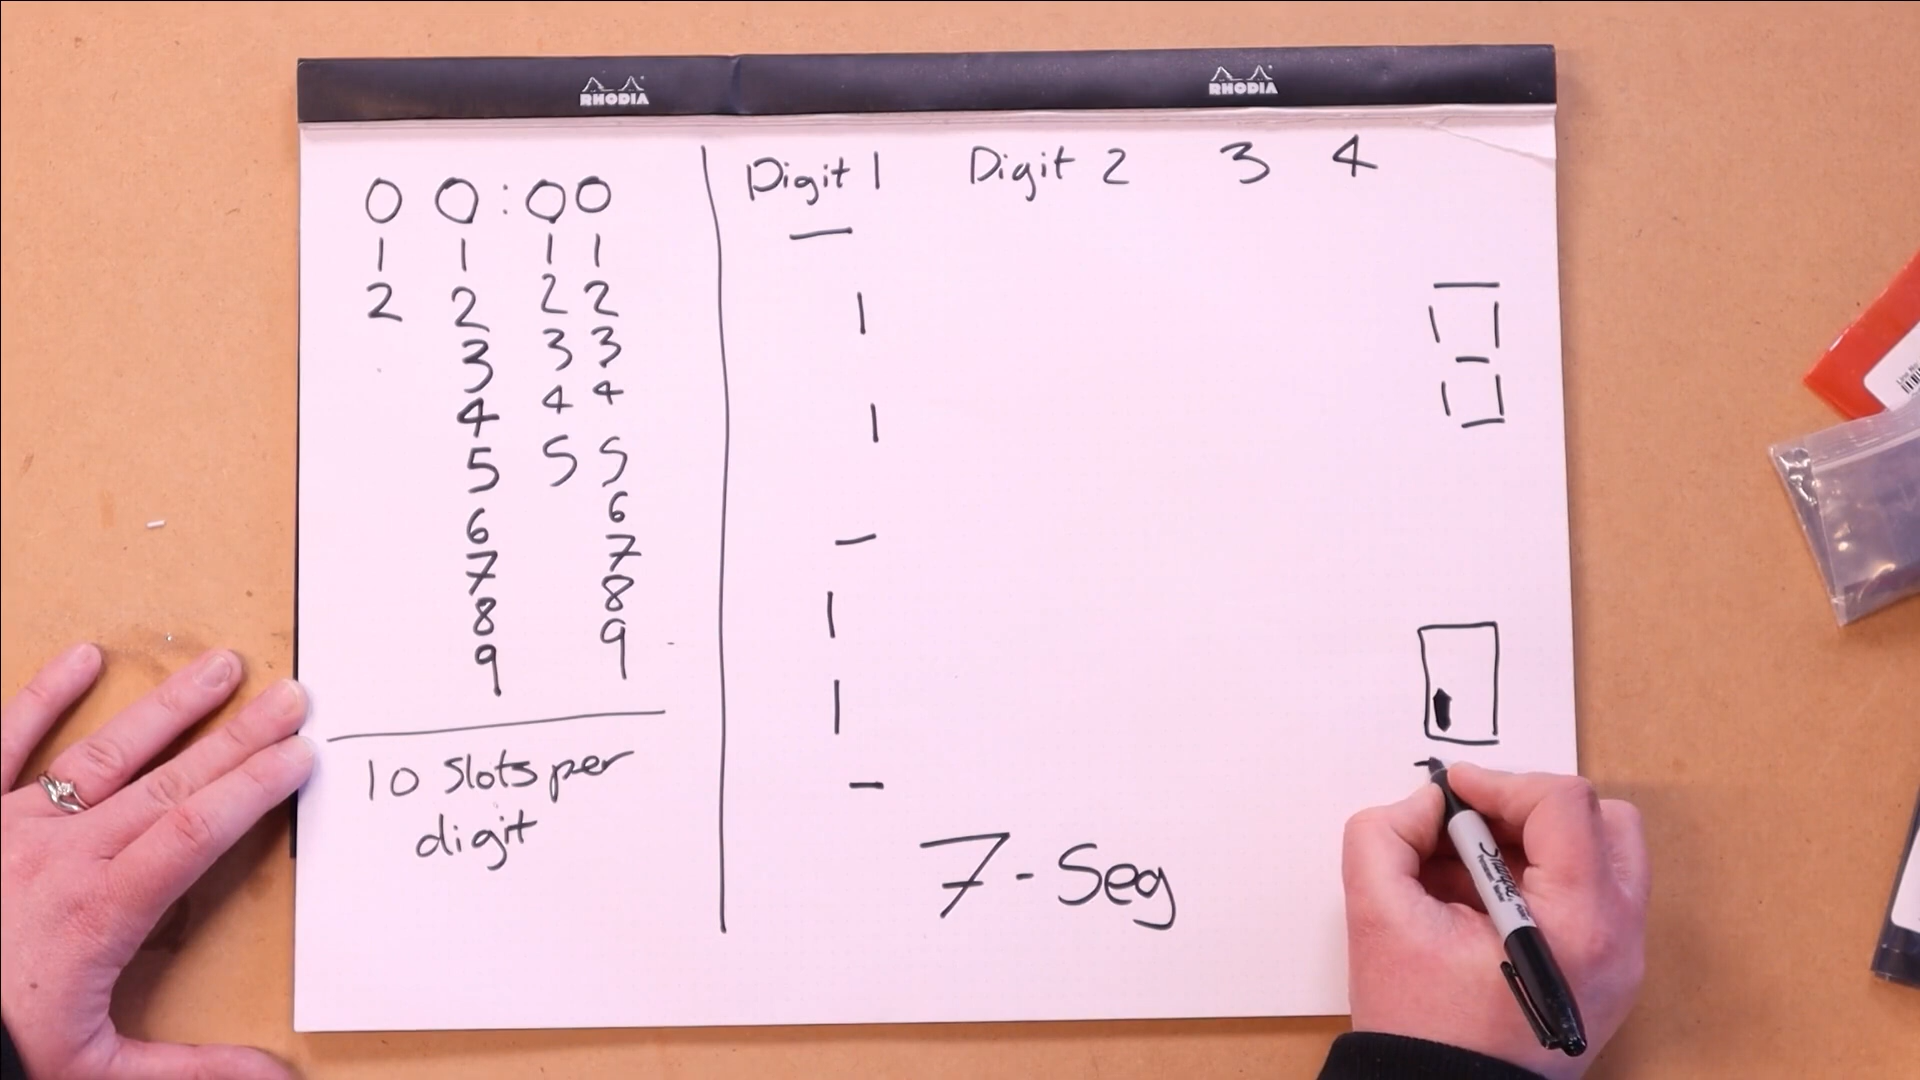 RHODIA RHODIA
0 0:00
1 1 1 1
2 2 2 2
3 3 3
4 4 4
5 5 5
6 6
7 7
8 8
9 9
10 Slots per
digit
Digit 1 Digit 2 3 4
7-Seg
Sharpie